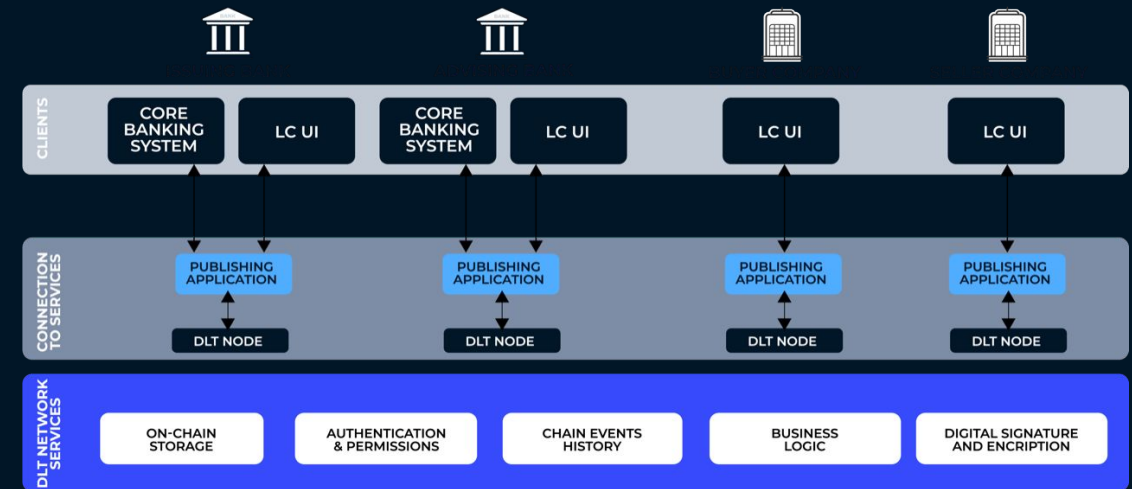 CLIENTS
CORE
BANKING
SYSTEM
LC UI
CORE
BANKING
SYSTEM
LC UI
LC UI
LC UI
CONNECTION
TO SERVICES
PUBLISHING
APPLICATION
PUBLISHING
APPLICATION
PUBLISHING
APPLICATION
PUBLISHING
APPLICATION
DLT NODE
DLT NODE
DLT NODE
DLT NODE
DLT NETWORK
SERVICES
ON-CHAIN
STORAGE
AUTHENTICATION
& PERMISSIONS
CHAIN EVENTS
HISTORY
BUSINESS
LOGIC
DIGITAL SIGNATURE
AND ENCRIPTION